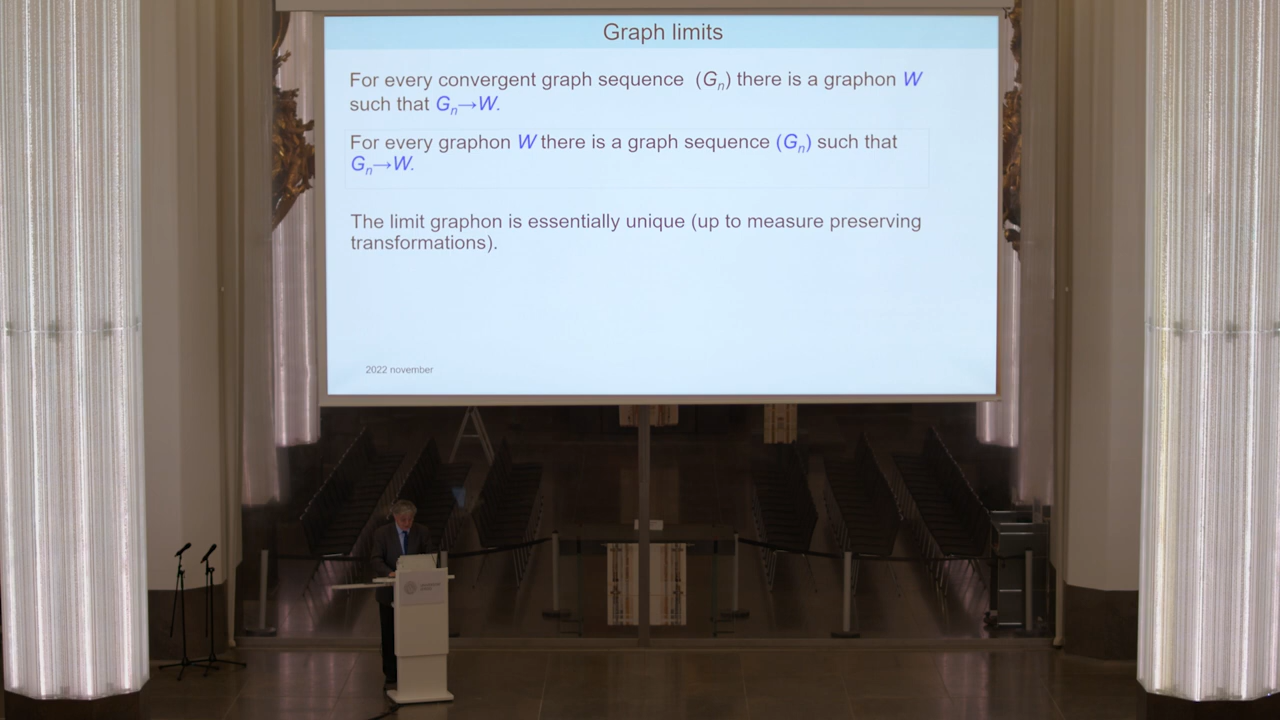 Graph limits
For every convergent graph sequence (Gn) there is a graphon W
such that Gn→W.
For every graphon W there is a graph sequence (Gn) such that
Gn→W.
The limit graphon is essentially unique (up to measure preserving
transformations).
2022 november